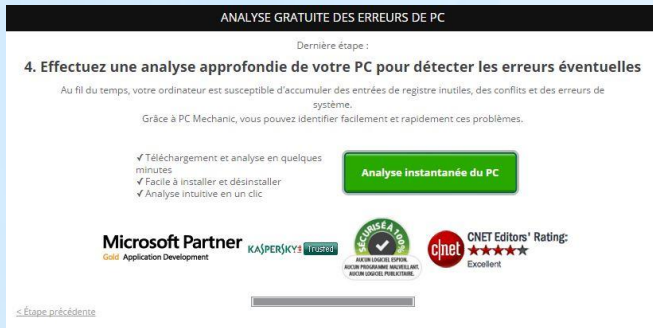 ANALYSE GRATUITE DES ERREURS DE PC
Dernière étape :
4. Effectuez une analyse approfondie de votre PC pour détecter les erreurs éventuelles
Au fil du temps, votre ordinateur est susceptible d'accumuler des entrées de registre inutiles, des conflits et des erreurs de
système.
Grâce à PC Mechanic, vous pouvez identifier facilement et rapidement ces problèmes.
✓ Téléchargement et analyse en quelques
minutes
✓ Facile à installer et désinstaller
✓ Analyse intuitive en un clic
Analyse instantanée du PC
Microsoft Partner
Gold Application Development
KASPERSKY Trusted
SÉCURISÉ À 100%
AUCUN LOGICIEL ESPION.
AUCUN PROGRAMME MALVEILLANT.
AUCUN LOGICIEL PUBLICITAIRE.
c|net
CNET Editors' Rating:
★★★★★
Excellent
< Étape précédente